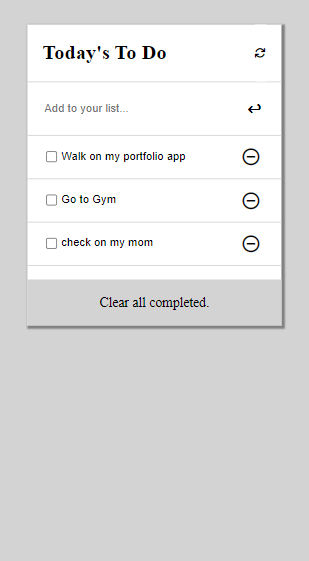 Today's To Do
Add to your list...
Walk on my portfolio app
Go to Gym
check on my mom
Clear all completed.